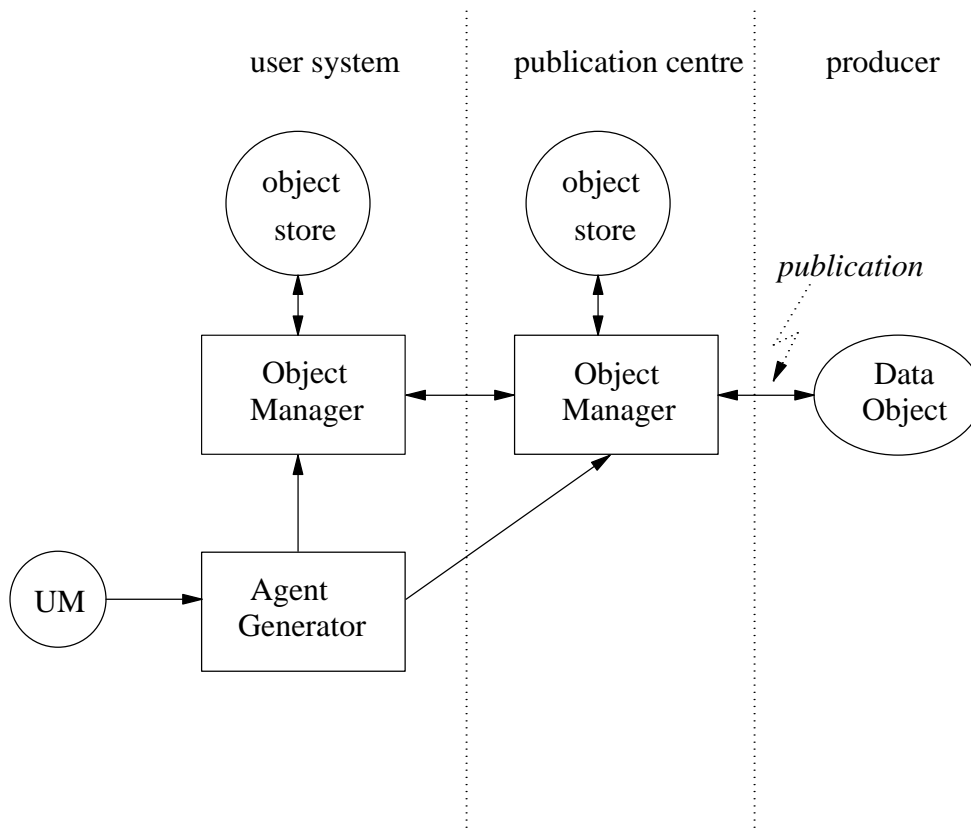 user system
publication centre
producer
object
store
object
store
publication
Object
Manager
Object
Manager
Data
Object
UM
Agent
Generator